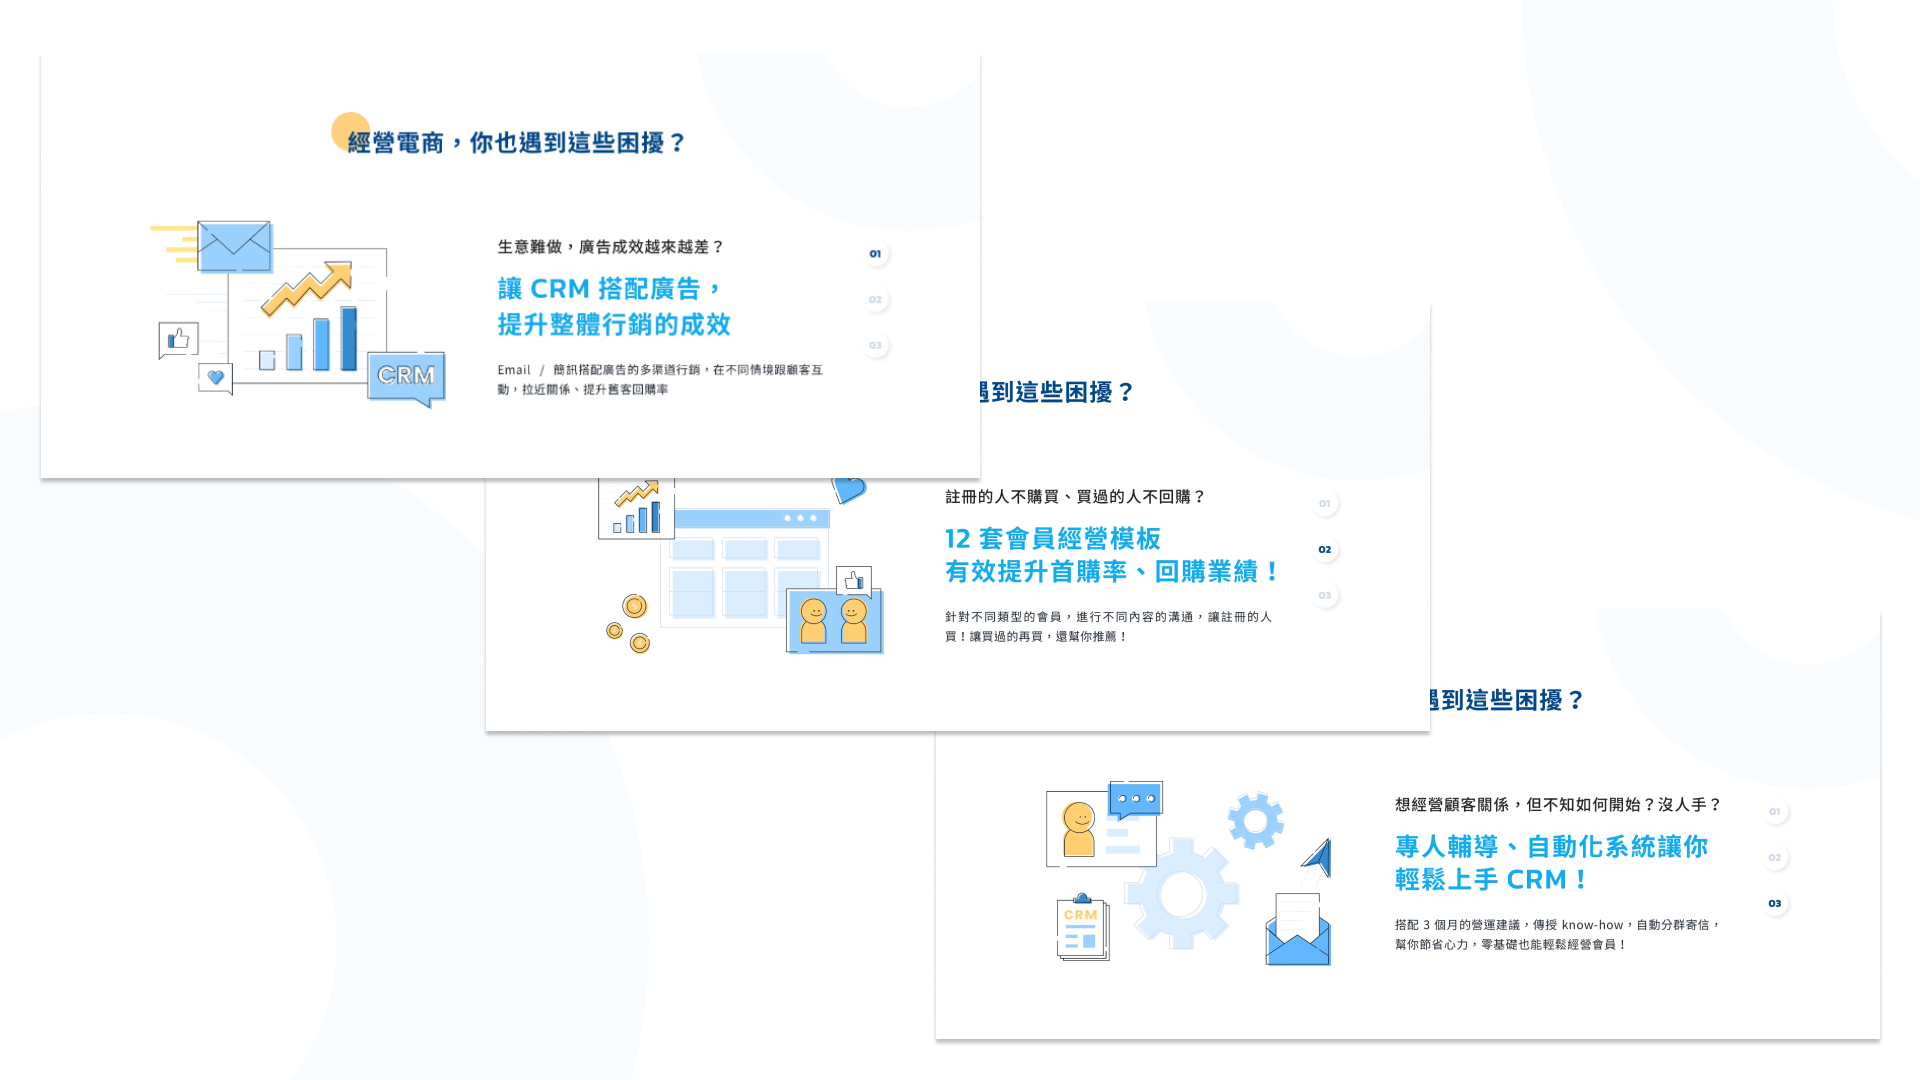 經營電商，你也遇到這些困擾？
生意難做，廣告成效越來越差？
讓 CRM 搭配廣告，
提升整體行銷的成效
Email / 簡訊搭配廣告的多渠道行銷，在不同情境跟顧客互
動，拉近關係、提升舊客回購率
01
02
03
CRM
遇到這些困擾？
註冊的人不購買、買過的人不回購？
12 套會員經營模板
有效提升首購率、回購業績！
針對不同類型的會員，進行不同內容的溝通，讓註冊的人
買！讓買過的再買，還幫你推薦！
01
02
03
遇到這些困擾？
想經營顧客關係，但不知如何開始？沒人手？
專人輔導、自動化系統讓你
輕鬆上手 CRM！
搭配 3 個月的營運建議，傳授 know-how，自動分群寄信，
幫你節省心力，零基礎也能輕鬆經營會員！
01
02
03
CRM